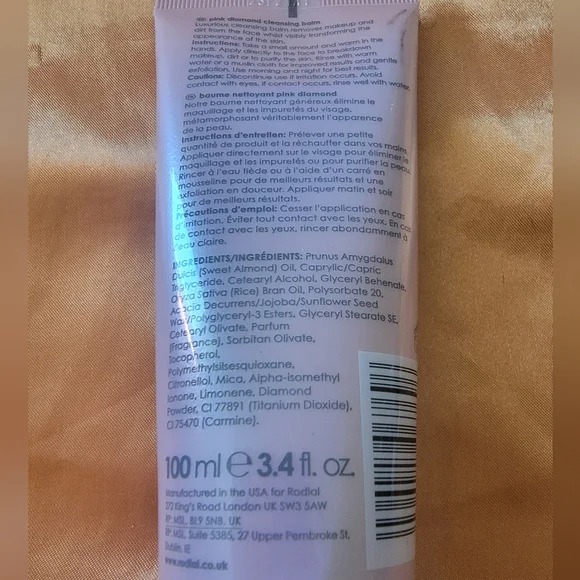 pink diamond cleansing balm
Luxurious cleansing balm removes makeup and
dirt from the face whist visibly transforming the
appearance of the skin.
Instructions: Take a small amount and warm in the
hands. Apply directly to the face to breakdown
makeup, dirt or to purify the skin. Rinse with warm
water or a muslin cloth for improved results and gentle
exfoliation. Use morning and night for best results.
Cautions: Discontinue use if irritation occurs. Avoid
contact with eyes, if contact occurs, rinse well with water.
baume nettoyant pink diamond
Notre baume nettoyant généreux élimine le
maquillage et les impuretés du visage,
métamorphosant véritablement l'apparence
de la peau.
Instructions d'entretien: Prélever une petite
quantité de produit et la réchauffer dans vos mains.
Appliquer directement sur le visage pour éliminer le
maquillage et les impuretés ou pour purifier la peau.
Rincer à l'eau tiède ou à l'aide d'un carré en
mousseline pour de meilleurs résultats et une
exfoliation en douceur. Appliquer matin et soir
pour de meilleurs résultats.
Précautions d'emploi: Cesser l'application en cas
d'irritation. Éviter tout contact avec les yeux. En cas
de contact avec les yeux, rincer abondamment à
l'eau claire.
INGREDIENTS/INGRÉDIENTS: Prunus Amygdalus
Dulcis (Sweet Almond) Oil, Caprylic/Capric
Triglyceride, Cetearyl Alcohol, Glyceryl Behenate,
Oryza Sativa (Rice) Bran Oil, Polysorbate 20,
Acacia Decurrens/Jojoba/Sunflower Seed
Wax/Polyglyceryl-3 Esters, Glyceryl Stearate SE,
Cetearyl Olivate, Parfum
(Fragrance), Sorbitan Olivate,
Tocopherol,
Polymethylsilsesquioxane,
Citronellol, Mica, Alpha-isomethyl
Ionone, Limonene, Diamond
Powder, CI 77891 (Titanium Dioxide),
CI 75470 (Carmine).
100 ml ℮ 3.4 fl. oz.
Manufactured in the USA for Rodial
272 King's Road London UK SW3 5AW
RP: MSL, BL9 5NB, UK
RP: MSL, Suite 5385, 27 Upper Pembroke St,
Dublin, IE
www.rodial.co.uk